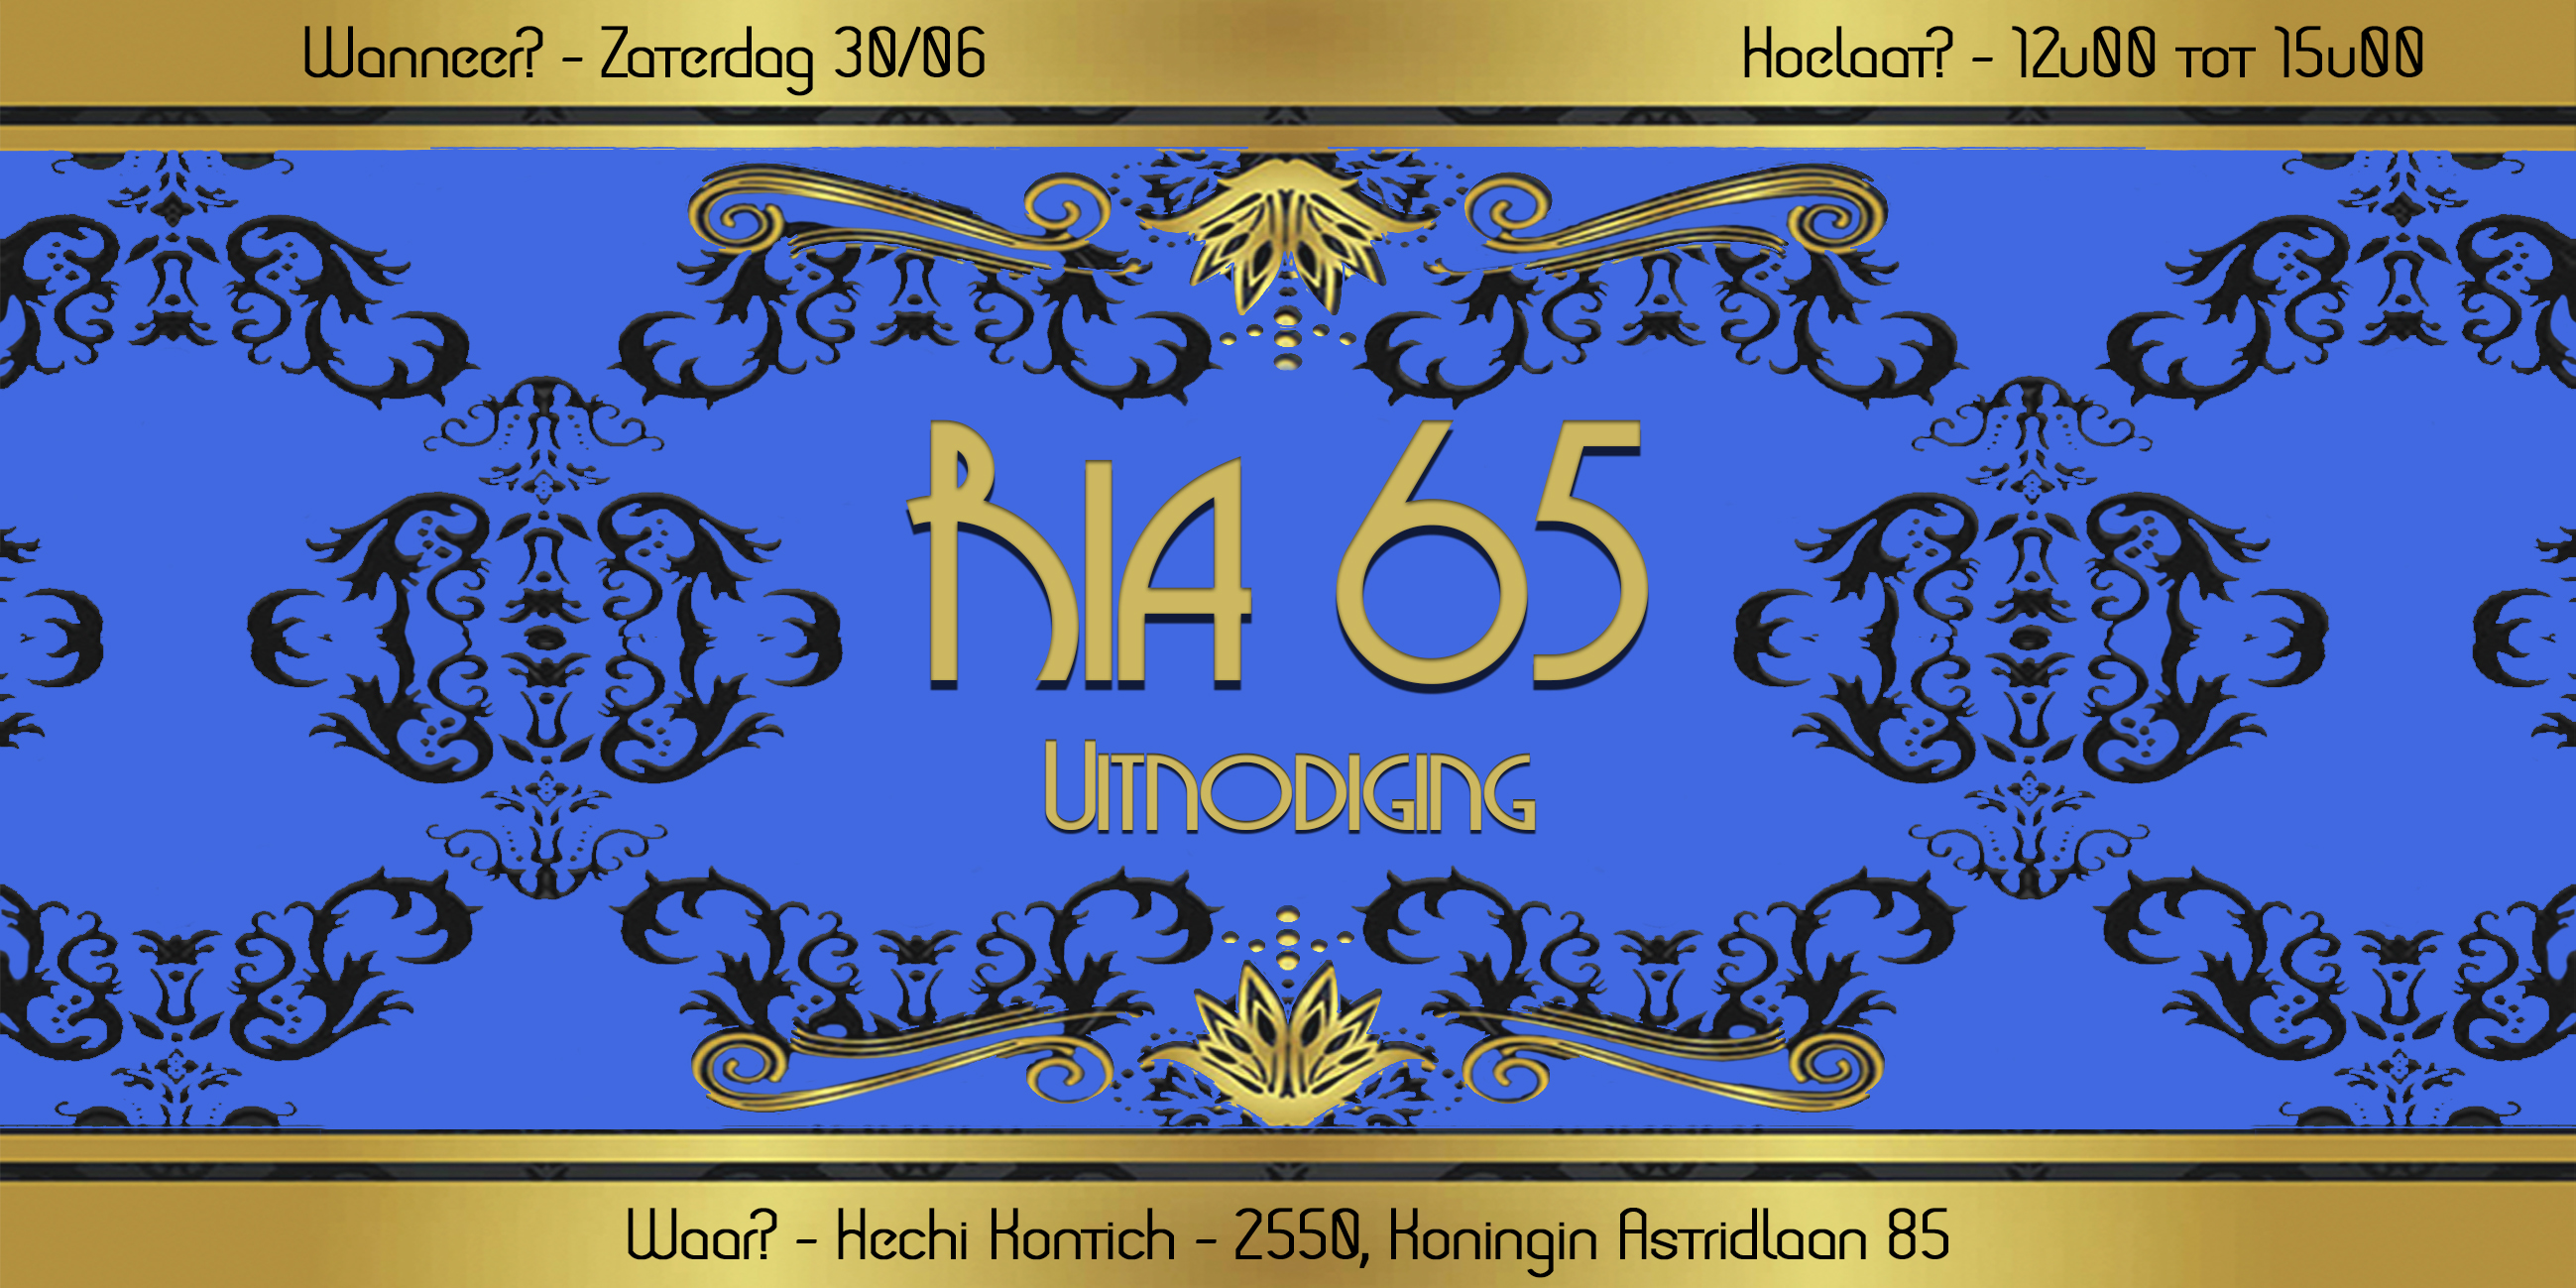 Wanneer? - Zaterdag 30/06
Hoelaat? - 12u00 tot 15u00
Ria 65
Uitnodiging
Waar? - Hechi Kontich - 2550, Koningin Astridlaan 85